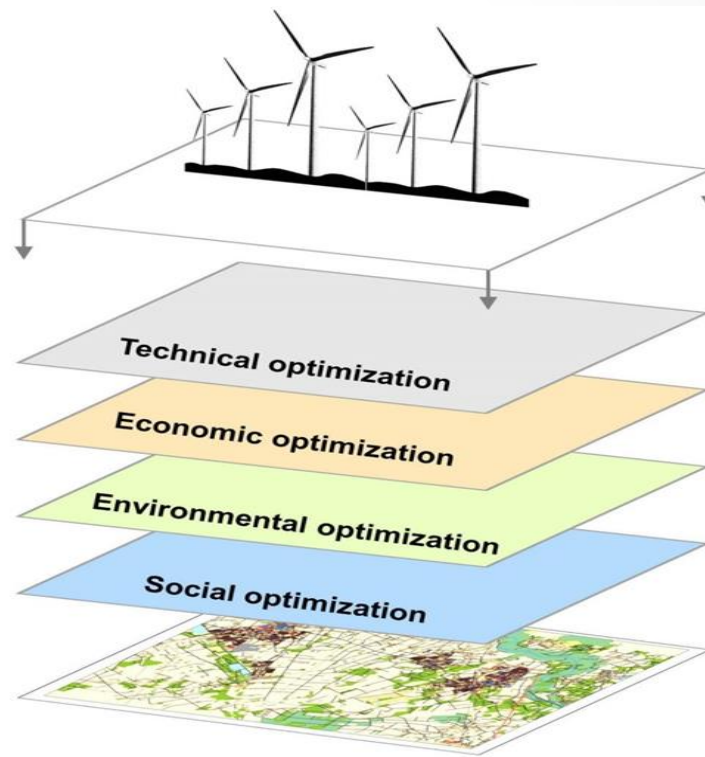 Technical optimization
Economic optimization
Environmental optimization
Social optimization